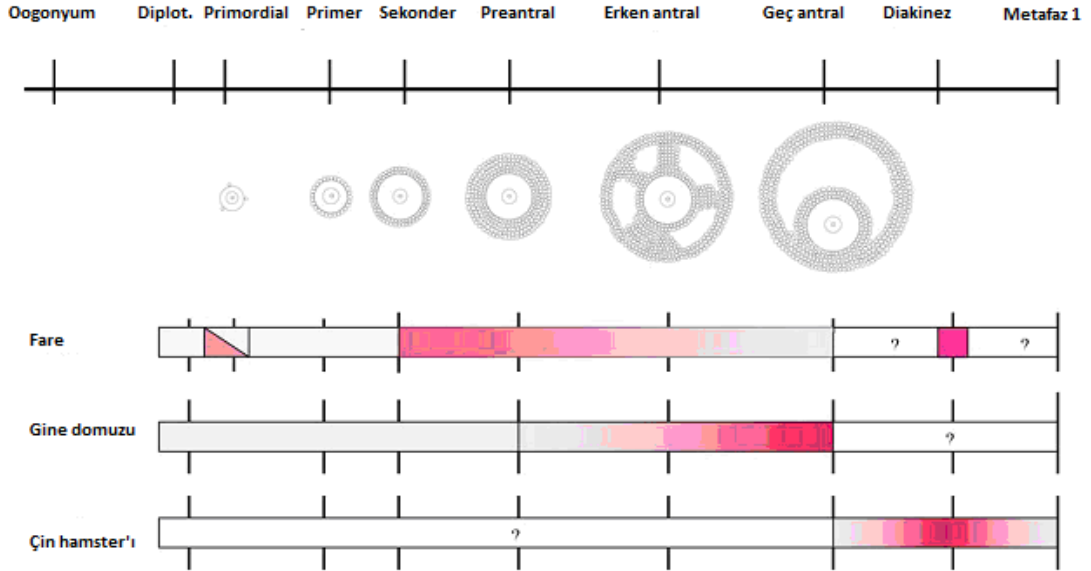 Oogonyum Diplot. Primordial Primer Sekonder Preantral Erken antral Geç antral Diakinez Metafaz 1
Fare ? ?
Gine domuzu ?
Çin hamster'ı ?